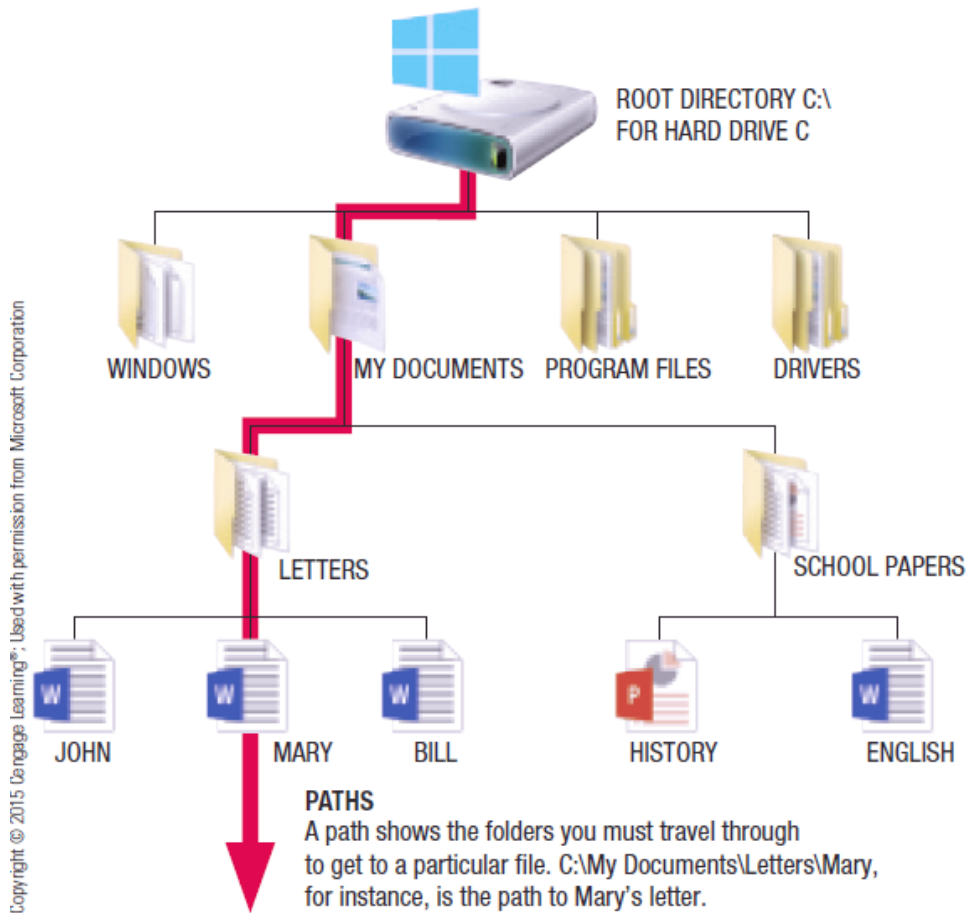 ROOT DIRECTORY C:\
FOR HARD DRIVE C
WINDOWS
MY DOCUMENTS
PROGRAM FILES
DRIVERS
LETTERS
SCHOOL PAPERS
W
W
W
P
W
JOHN
MARY
BILL
HISTORY
ENGLISH
PATHS
A path shows the folders you must travel through
to get to a particular file. C:\My Documents\Letters\Mary,
for instance, is the path to Mary's letter.
Copyright © 2015 Cengage Learning®; Used with permission from Microsoft Corporation